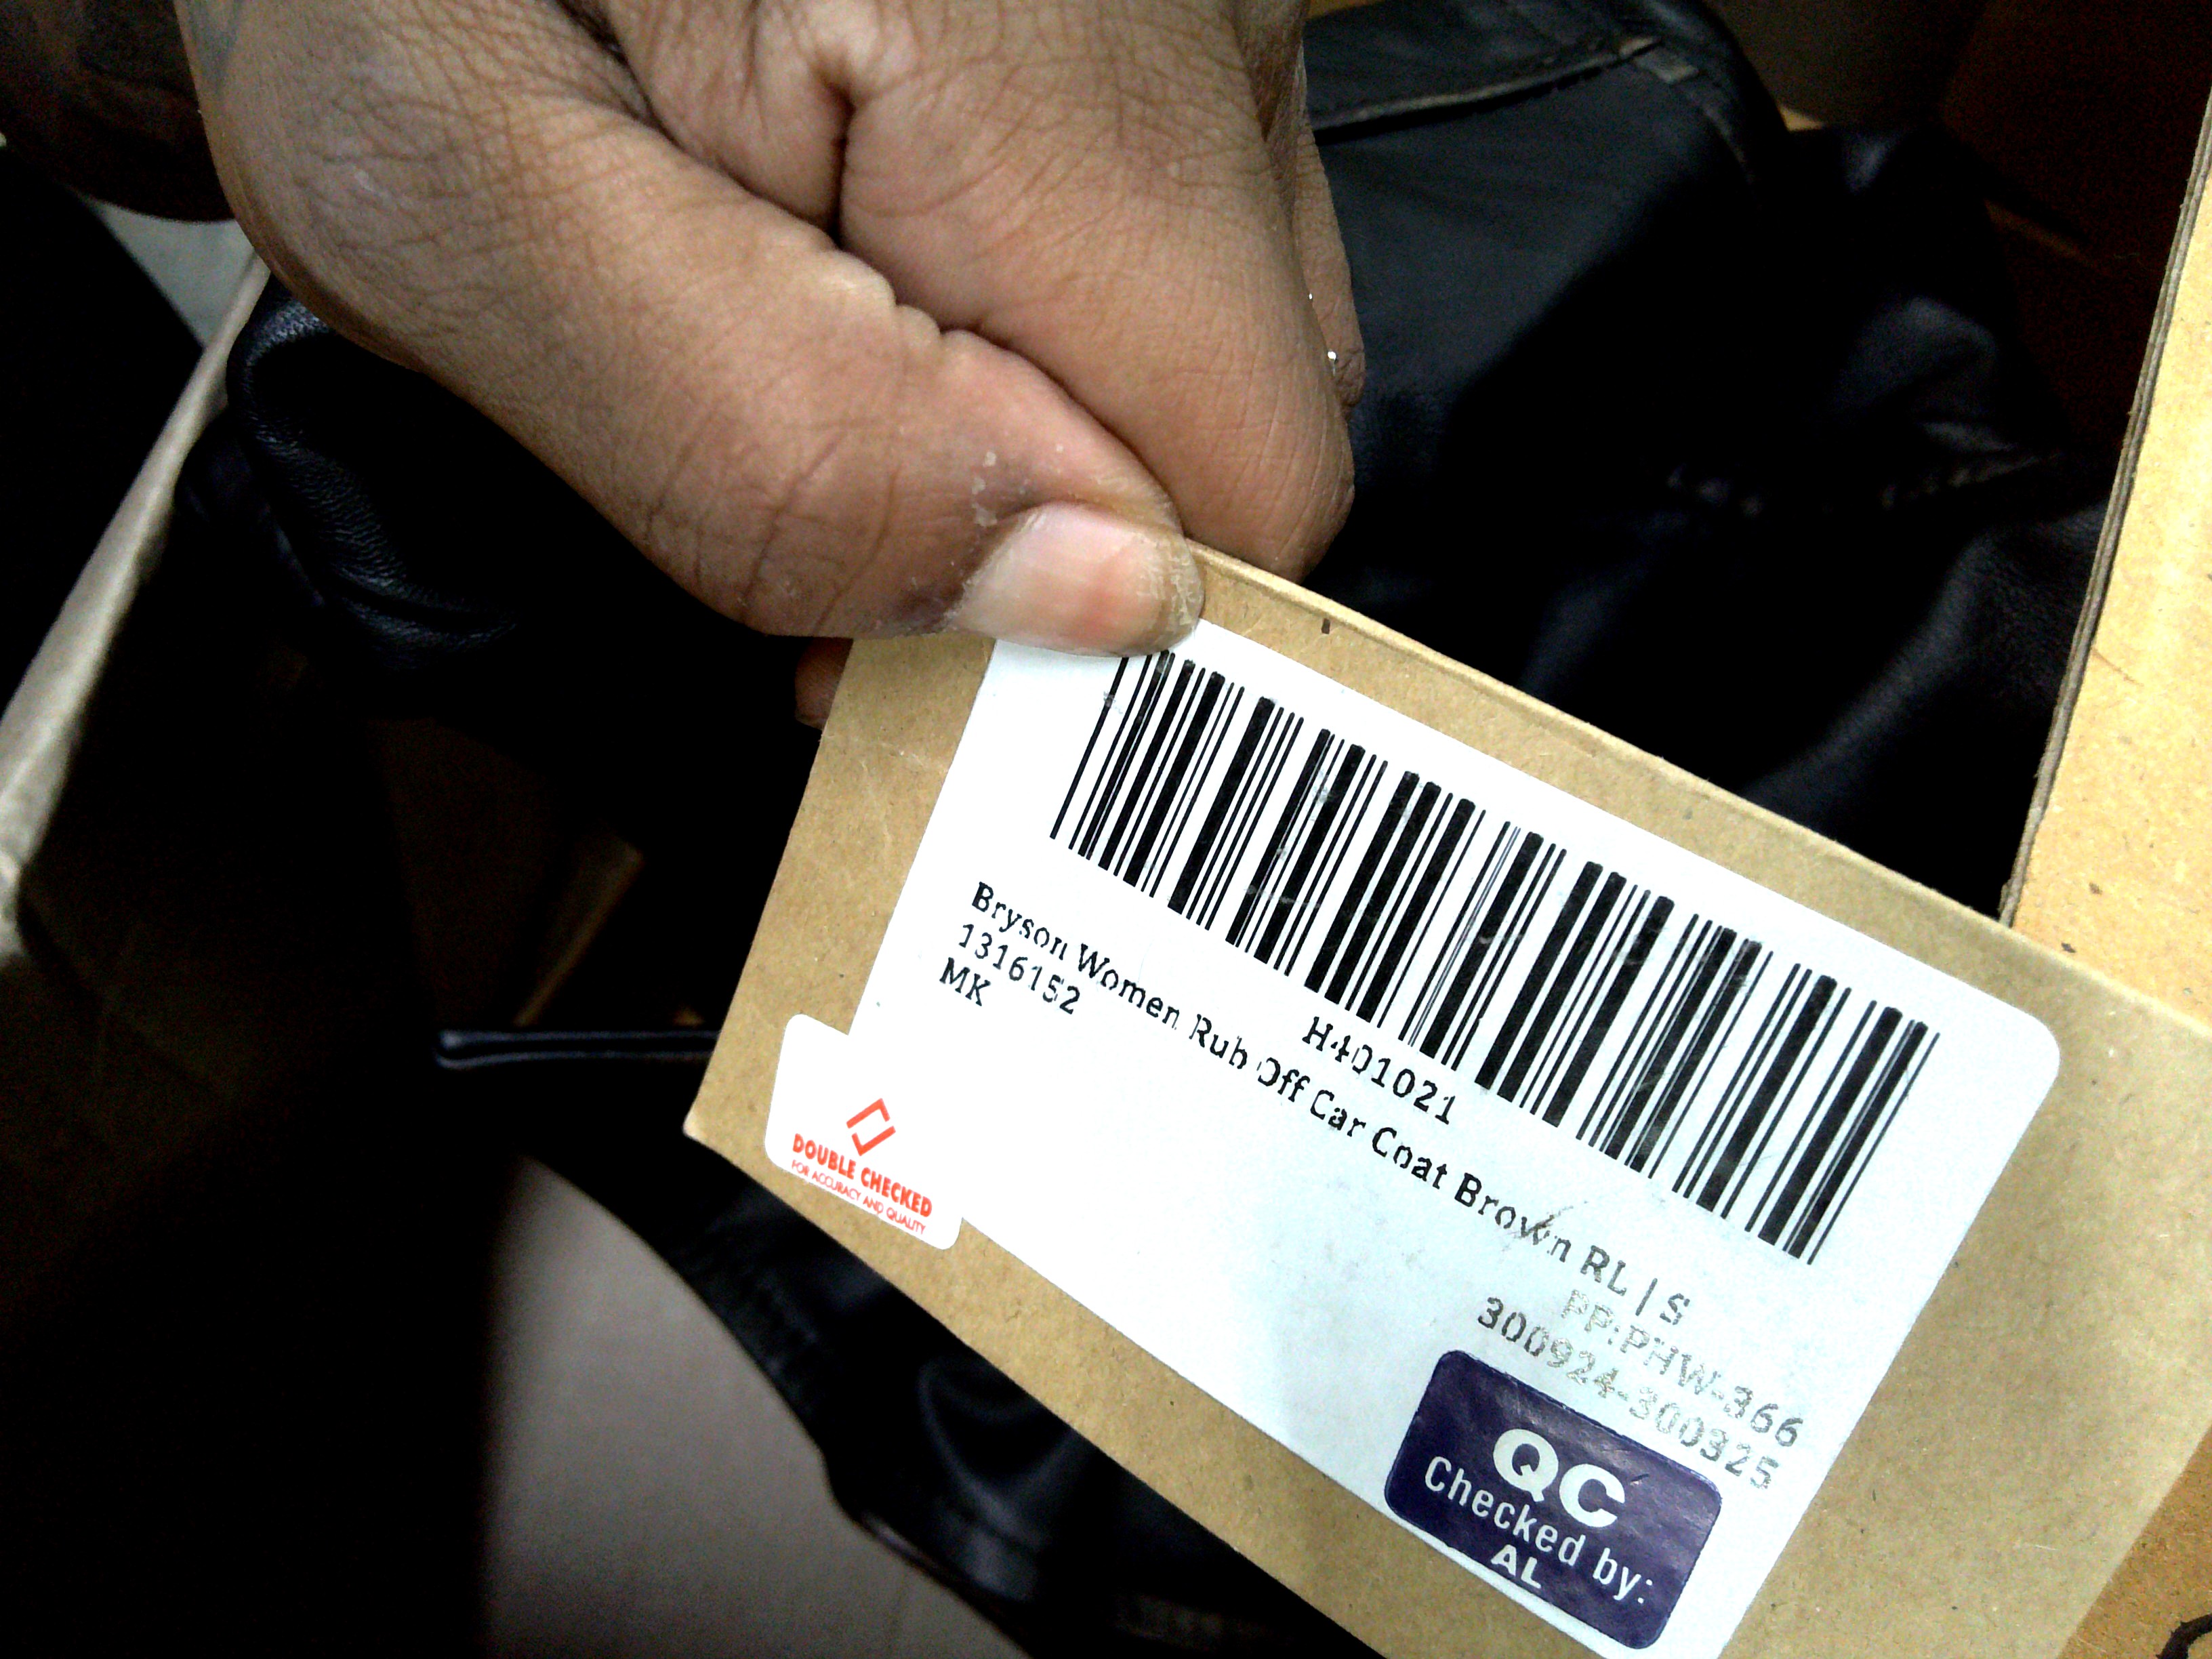 H401021
Bryson Women Rub Off Car Coat Brown RL | S
1316152
MK
PP:PHW-366
300924-300325
DOUBLE CHECKED
FOR ACCURACY AND QUALITY
QC
Checked by:
AL